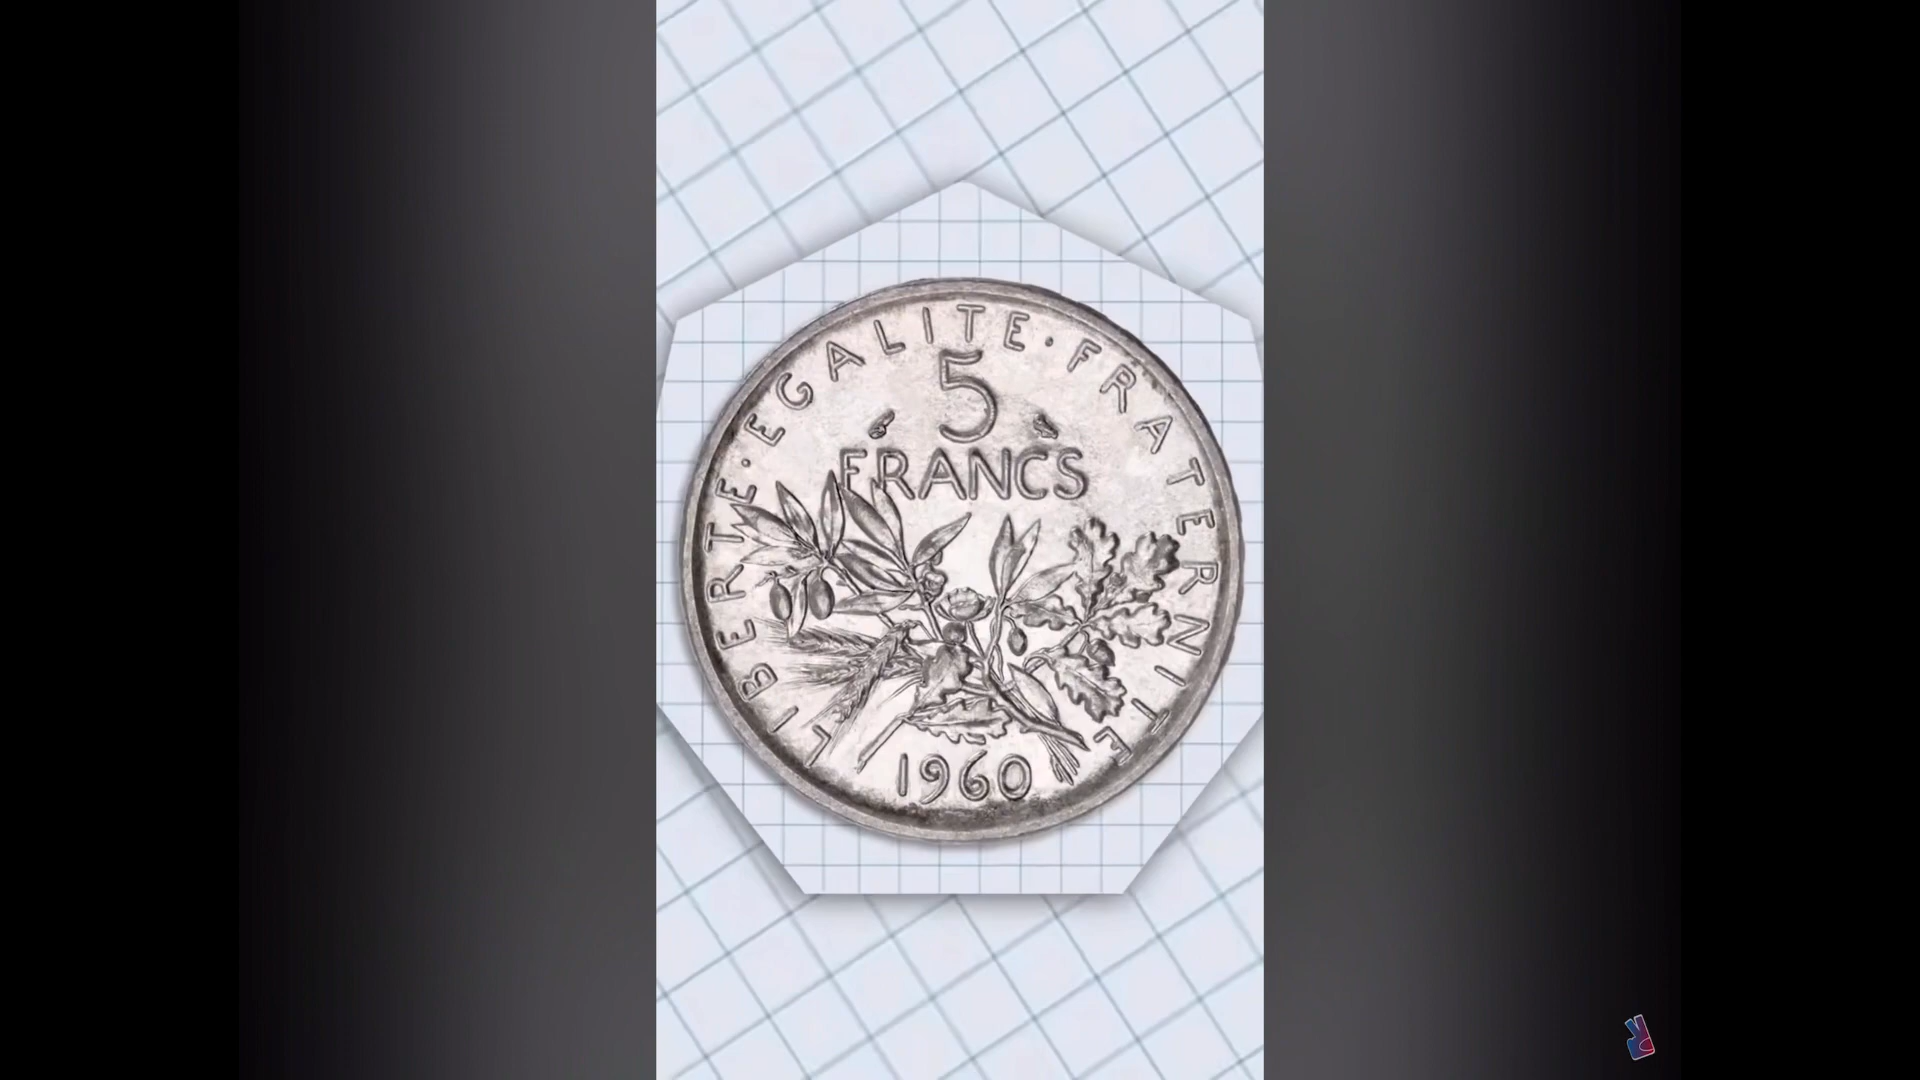 LIBERTE · EGALITE · FRATERNITE
5
FRANCS
1960